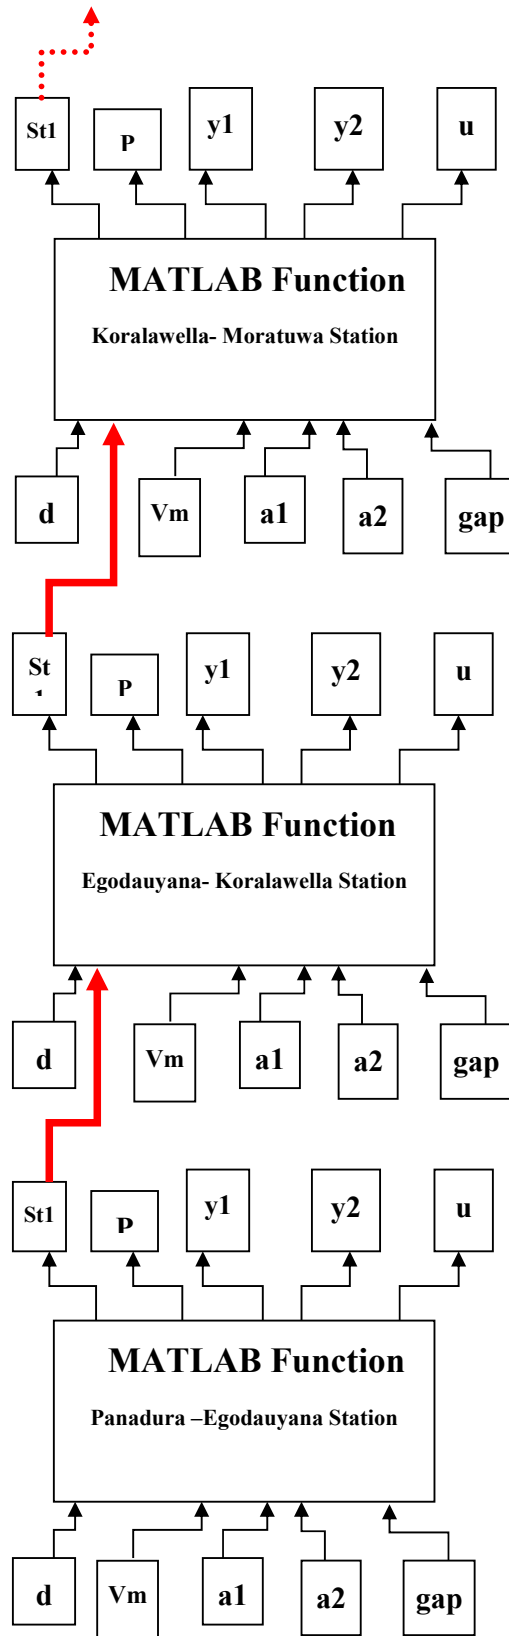 St1 P y1 y2 u
MATLAB Function
Koralawella- Moratuwa Station
d Vm a1 a2 gap
St
1 P y1 y2 u
MATLAB Function
Egodauyana- Koralawella Station
d Vm a1 a2 gap
St1 P y1 y2 u
MATLAB Function
Panadura –Egodauyana Station
d Vm a1 a2 gap